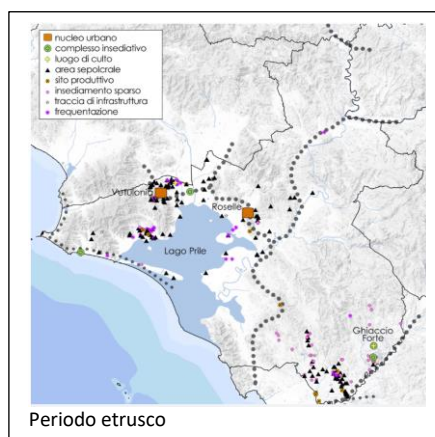 nucleo urbano
complesso insediativo
luogo di culto
area sepolcrale
sito produttivo
insediamento sparso
traccia di infrastruttura
frequentazione
Vetulonia
Roselle
Lago Prile
Ghiaccio
Forte
Periodo etrusco